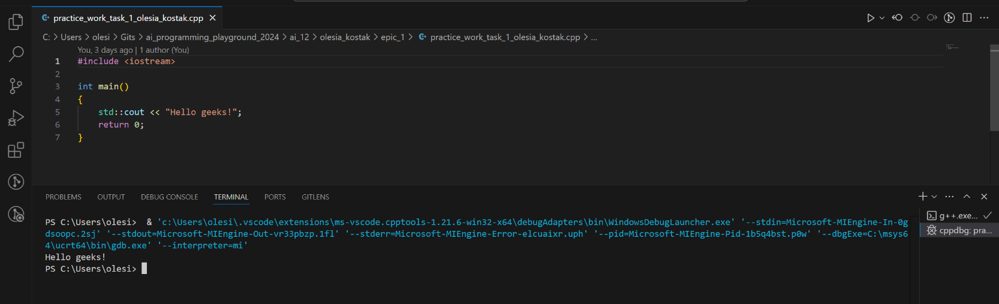 practice_work_task_1_olesia_kostak.cpp
C: > Users > olesi > Gits > ai_programming_playground_2024 > ai_12 > olesia_kostak > epic_1 > practice_work_task_1_olesia_kostak.cpp > ...
You, 3 days ago | 1 author (You)
1 #include <iostream>
2
3 int main()
4 {
5     std::cout << "Hello geeks!";
6     return 0;
7 }
PROBLEMS OUTPUT DEBUG CONSOLE TERMINAL PORTS GITLENS
PS C:\Users\olesi>  & 'c:\Users\olesi\.vscode\extensions\ms-vscode.cpptools-1.21.6-win32-x64\debugAdapters\bin\WindowsDebugLauncher.exe' '--stdin=Microsoft-MIEngine-In-0g
dsoopc.2sj' '--stdout=Microsoft-MIEngine-Out-vr33pbzp.1fl' '--stderr=Microsoft-MIEngine-Error-elcuaixr.uph' '--pid=Microsoft-MIEngine-Pid-1b5q4bst.p0w' '--dbgExe=C:\msys6
4\ucrt64\bin\gdb.exe' '--interpreter=mi'
Hello geeks!
PS C:\Users\olesi>
g++.exe...
cppdbg: pra...